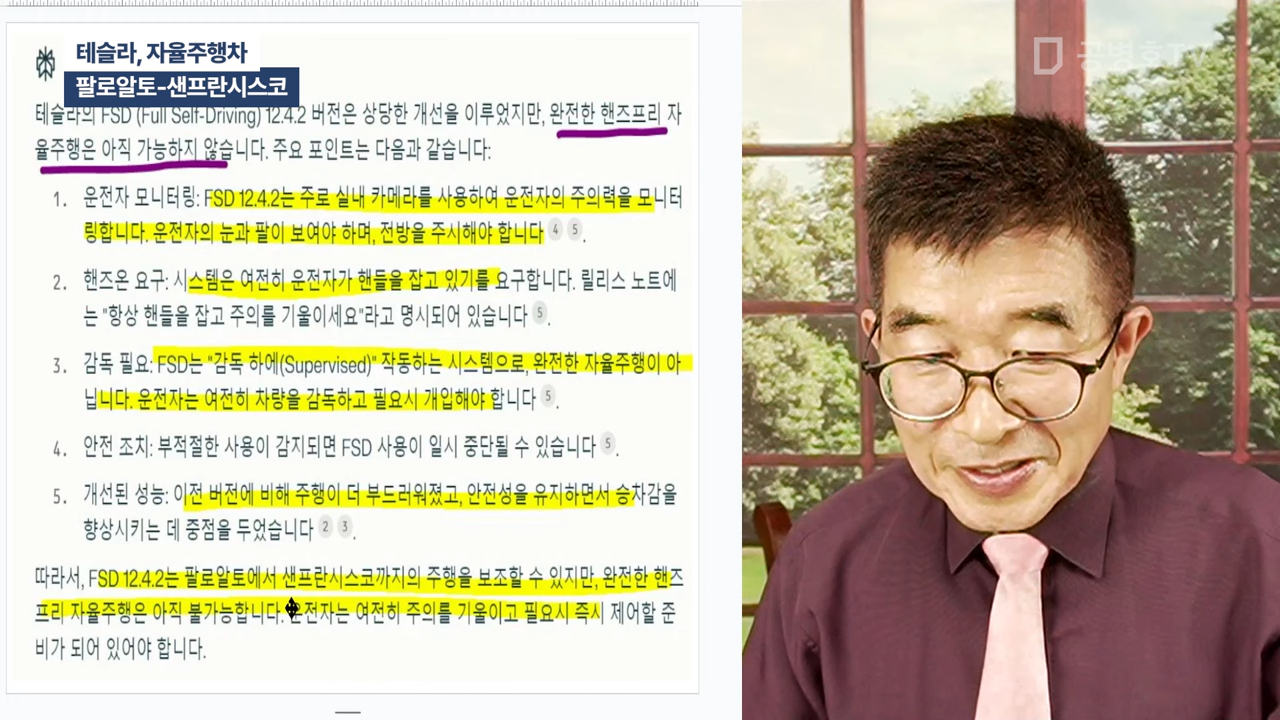 테슬라, 자율주행차
팔로알토-샌프란시스코
공병호TV
테슬라의 FSD (Full Self-Driving) 12.4.2 버전은 상당한 개선을 이루었지만, 완전한 핸즈프리 자
율주행은 아직 가능하지 않습니다. 주요 포인트는 다음과 같습니다:
1. 운전자 모니터링: FSD 12.4.2는 주로 실내 카메라를 사용하여 운전자의 주의력을 모니터
링합니다. 운전자의 눈과 팔이 보여야 하며, 전방을 주시해야 합니다 4 5 .
2. 핸즈온 요구: 시스템은 여전히 운전자가 핸들을 잡고 있기를 요구합니다. 릴리스 노트에
는 "항상 핸들을 잡고 주의를 기울이세요"라고 명시되어 있습니다 5 .
3. 감독 필요: FSD는 "감독 하에(Supervised)" 작동하는 시스템으로, 완전한 자율주행이 아
닙니다. 운전자는 여전히 차량을 감독하고 필요시 개입해야 합니다 5 .
4. 안전 조치: 부적절한 사용이 감지되면 FSD 사용이 일시 중단될 수 있습니다 5 .
5. 개선된 성능: 이전 버전에 비해 주행이 더 부드러워졌고, 안전성을 유지하면서 승차감을
향상시키는 데 중점을 두었습니다 2 3 .
따라서, FSD 12.4.2는 팔로알토에서 샌프란시스코까지의 주행을 보조할 수 있지만, 완전한 핸즈
프리 자율주행은 아직 불가능합니다. 운전자는 여전히 주의를 기울이고 필요시 즉시 제어할 준
비가 되어 있어야 합니다.